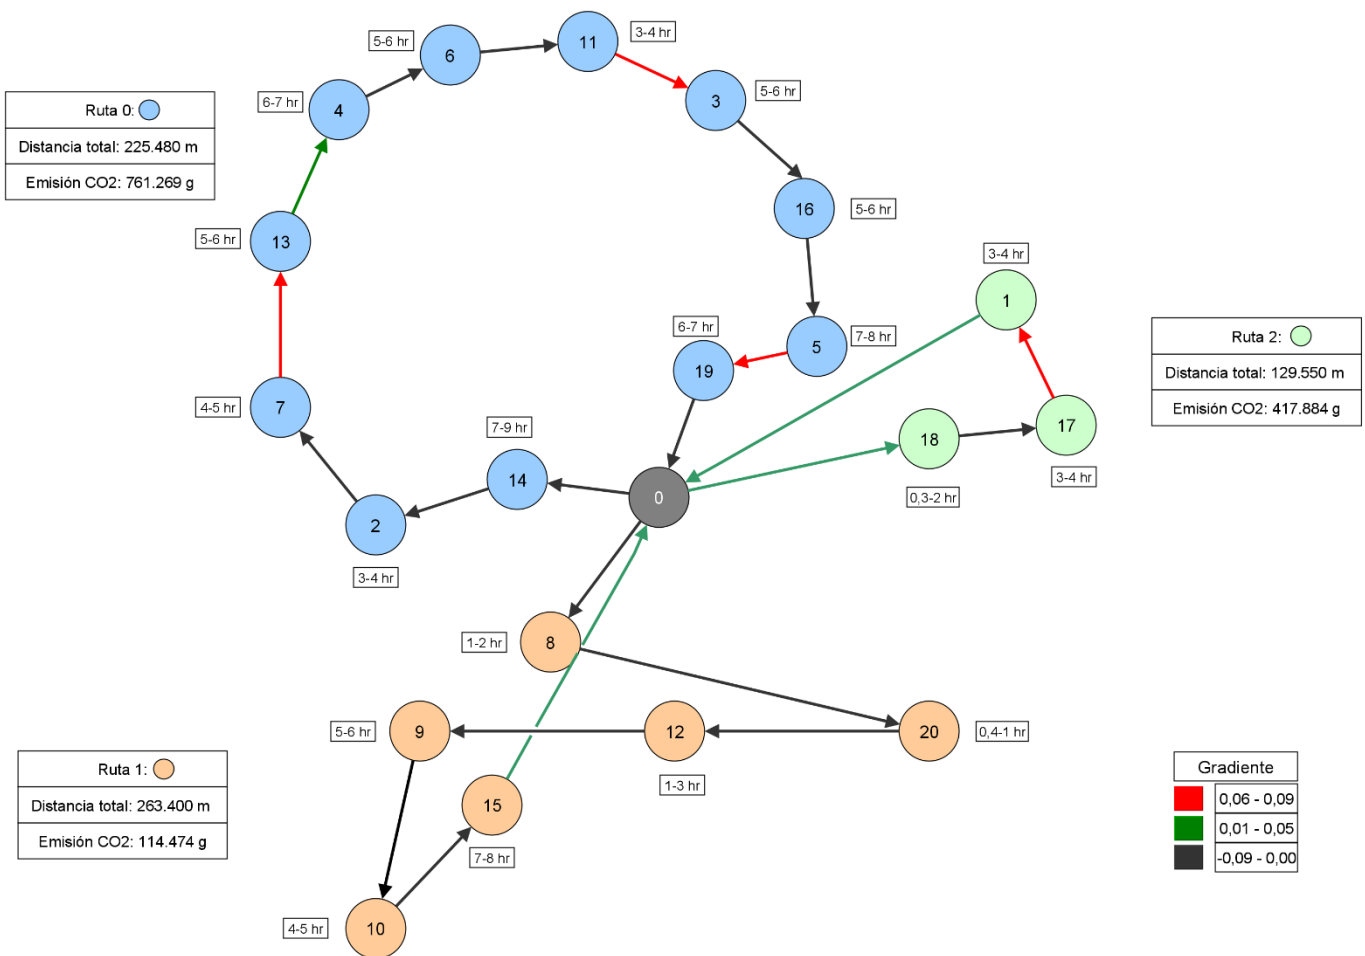 11
3-4 hr
5-6 hr
6
3
5-6 hr
6-7 hr
4
Ruta 0:
Distancia total: 225.480 m
Emisión CO2: 761.269 g
16
5-6 hr
5-6 hr
13
3-4 hr
1
6-7 hr
5
7-8 hr
19
Ruta 2:
Distancia total: 129.550 m
Emisión CO2: 417.884 g
4-5 hr
7
7-9 hr
18
17
14
0
3-4 hr
0,3-2 hr
2
3-4 hr
1-2 hr
8
5-6 hr
9
12
20
0,4-1 hr
1-3 hr
Ruta 1:
Distancia total: 263.400 m
Emisión CO2: 114.474 g
15
7-8 hr
4-5 hr
10
Gradiente
0,06 - 0,09
0,01 - 0,05
-0,09 - 0,00